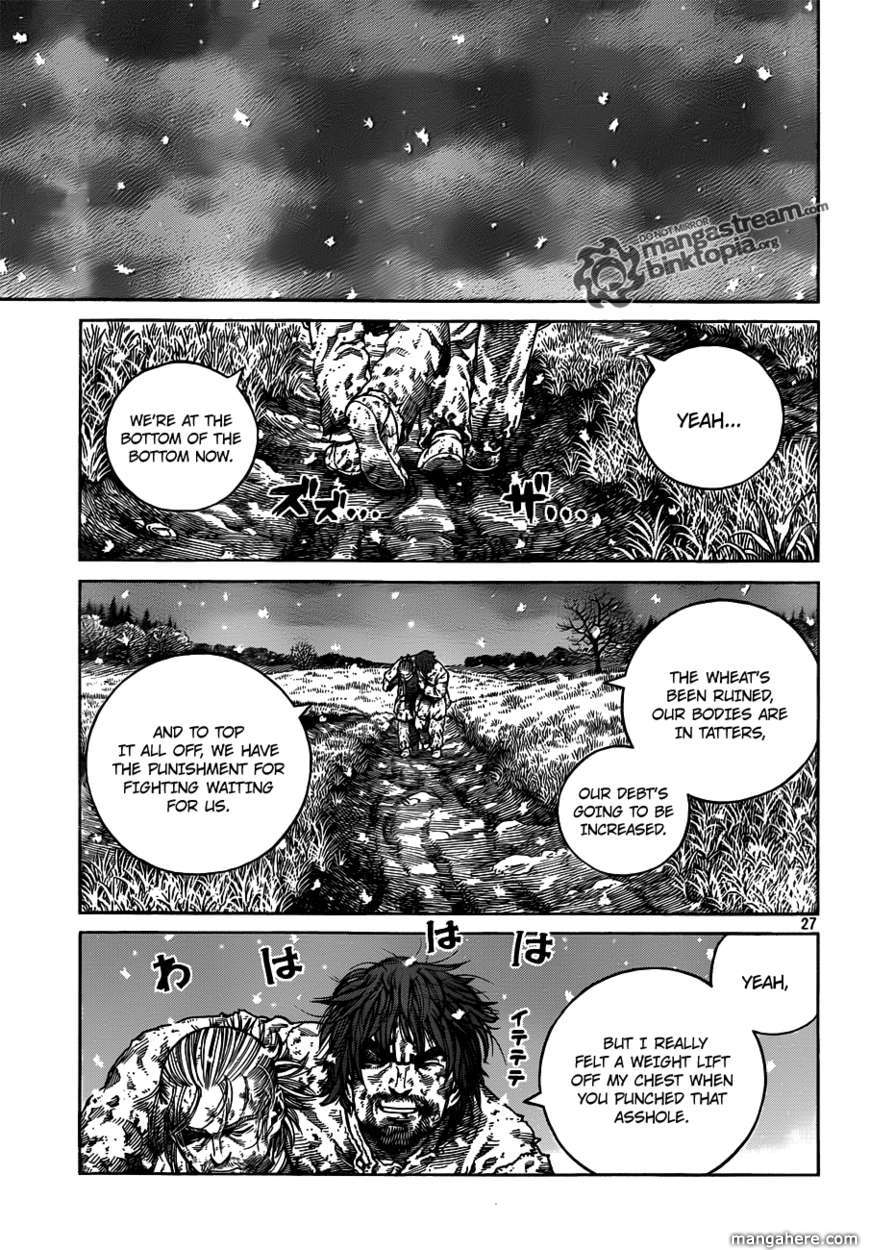 DO NOT MIRROR
mangastream.com
binktopia.org
YEAH...
WE'RE AT THE
BOTTOM OF THE
BOTTOM NOW.
ザ...
ズズ...
THE WHEAT'S
BEEN RUINED,
OUR BODIES ARE
IN TATTERS,
OUR DEBT'S
GOING TO BE
INCREASED.
AND TO TOP
IT ALL OFF, WE HAVE
THE PUNISHMENT FOR
FIGHTING WAITING
FOR US.
27
YEAH,
BUT I REALLY
FELT A WEIGHT LIFT
OFF MY CHEST WHEN
YOU PUNCHED THAT
ASSHOLE.
わははは
イテテテ
mangahere.com